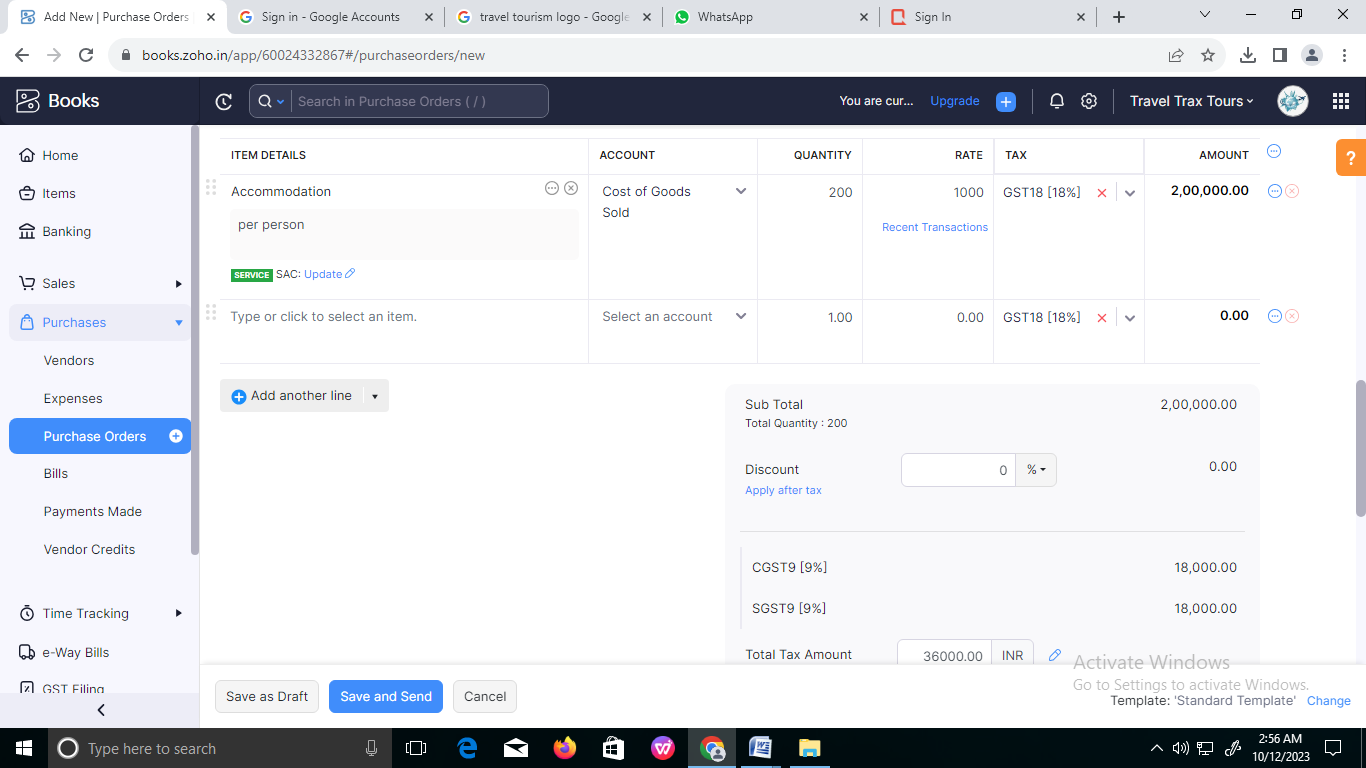 Add New | Purchase Orders
Sign in - Google Accounts
travel tourism logo - Google
WhatsApp
Sign In
books.zoho.in/app/60024332867#/purchaseorders/new
Books
Search in Purchase Orders ( / )
You are cur...
Upgrade
Travel Trax Tours
Home
Items
Banking
Sales
Purchases
Vendors
Expenses
Purchase Orders
Bills
Payments Made
Vendor Credits
Time Tracking
e-Way Bills
GST Filing
ITEM DETAILS ACCOUNT QUANTITY RATE TAX AMOUNT
Accommodation Cost of Goods Sold 200 1000 GST18 [18%] 2,00,000.00
per person
Recent Transactions
SERVICE SAC: Update
Type or click to select an item. Select an account 1.00 0.00 GST18 [18%] 0.00
Add another line
Sub Total 2,00,000.00
Total Quantity : 200
Discount 0 % 0.00
Apply after tax
CGST9 [9%] 18,000.00
SGST9 [9%] 18,000.00
Total Tax Amount 36000.00 INR
Activate Windows
Go to Settings to activate Windows.
Save as Draft
Save and Send
Cancel
Template: 'Standard Template' Change
?
Type here to search
2:56 AM
10/12/2023